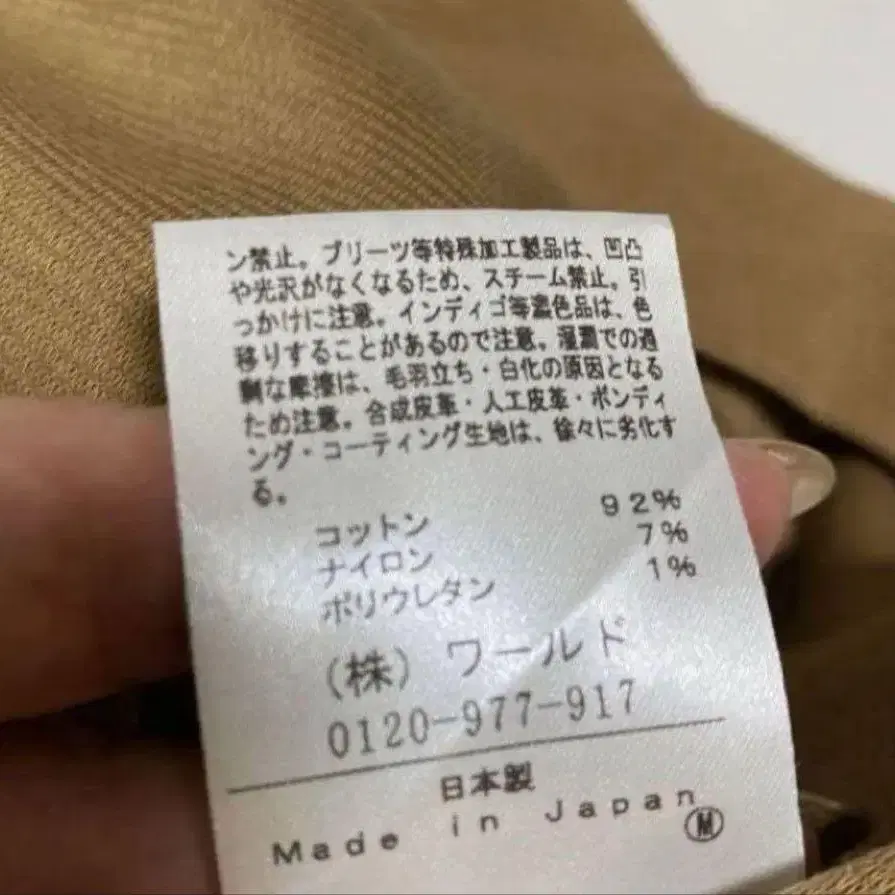 ン禁止。プリーツ等特殊加工製品は、凹凸
や光沢がなくなるため、スチーム禁止。引
っかけに注意。インディゴ等濃色品は、色
移りすることがあるので注意。湿潤での過
剰な摩擦は、毛羽立ち・白化の原因となる
ため注意。合成皮革・人工皮革・ボンディ
ング・コーティング生地は、徐々に劣化す
る。
コットン 92%
ナイロン 7%
ポリウレタン 1%
(株) ワールド
0120-977-917
日本製
Made in Japan
Ⓜ